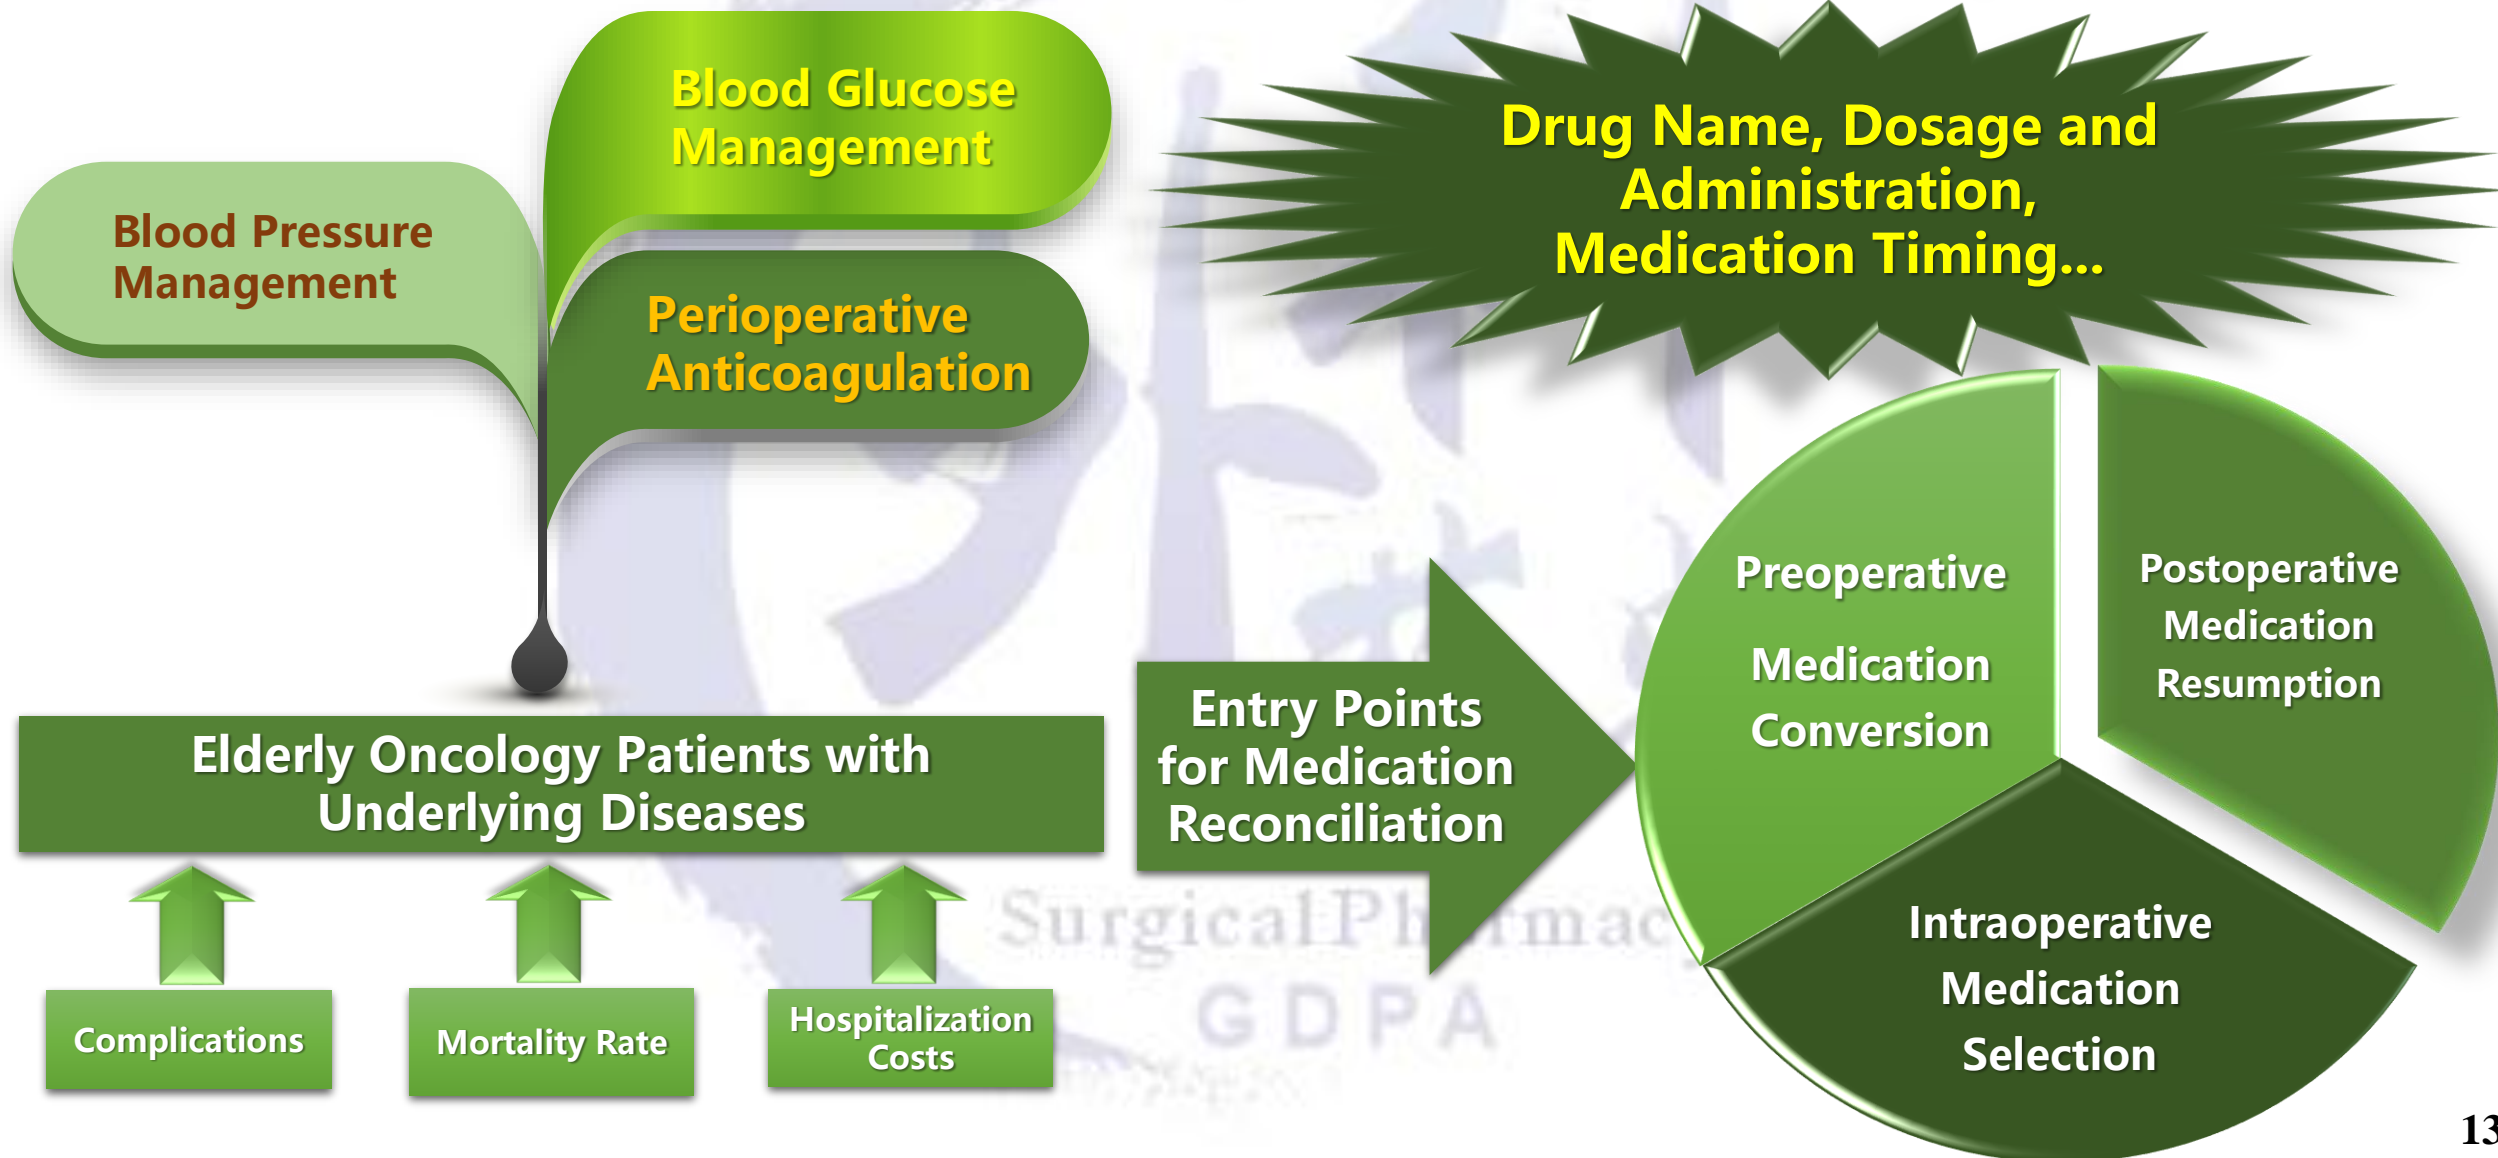 Blood Glucose
Management
Blood Pressure
Management
Perioperative
Anticoagulation
Drug Name, Dosage and
Administration,
Medication Timing...
Elderly Oncology Patients with
Underlying Diseases
Complications
Mortality Rate
Hospitalization
Costs
Entry Points
for Medication
Reconciliation
Preoperative
Medication
Conversion
Postoperative
Medication
Resumption
Intraoperative
Medication
Selection
Surgical
GDPA
13